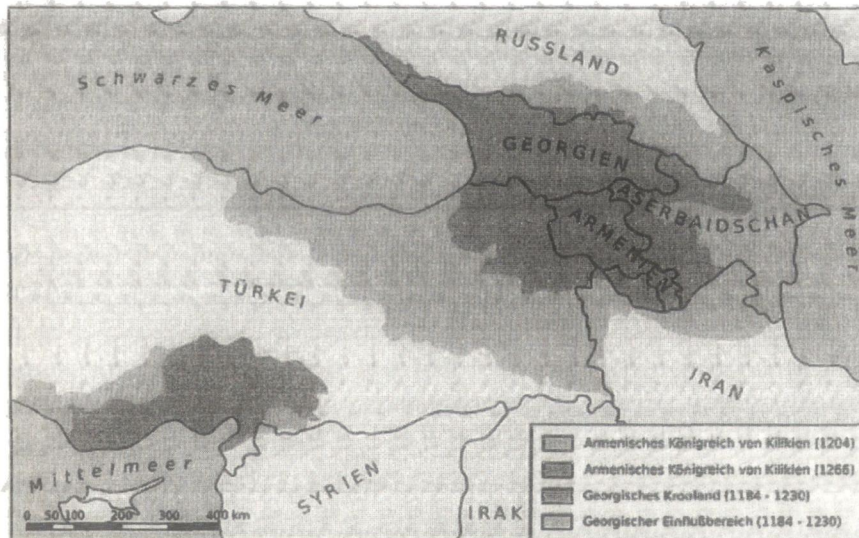 RUSSLAND
Schwarzes Meer
Kaspisches Meer
GEORGIEN
ASERBAIDSCHAN
ARMENIEN
TÜRKEI
IRAN
Mittelmeer
SYRIEN
IRAK
0 50 100 200 300 400 km
Armenisches Königreich von Kilikien (1204)
Armenisches Königreich von Kilikien (1266)
Georgisches Kronland (1184 - 1230)
Georgischer Einflußbereich (1184 - 1230)